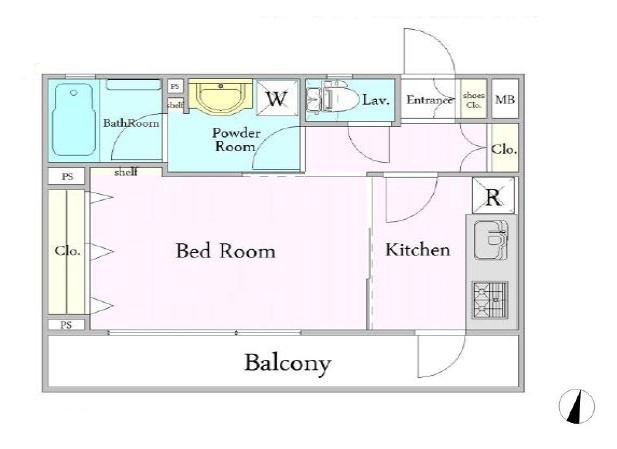 PS
shelf
W
Lav.
Entrance
shoes
Clo.
MB
BathRoom
Powder
Room
Clo.
PS
shelf
R
Clo.
Bed Room
Kitchen
PS
Balcony